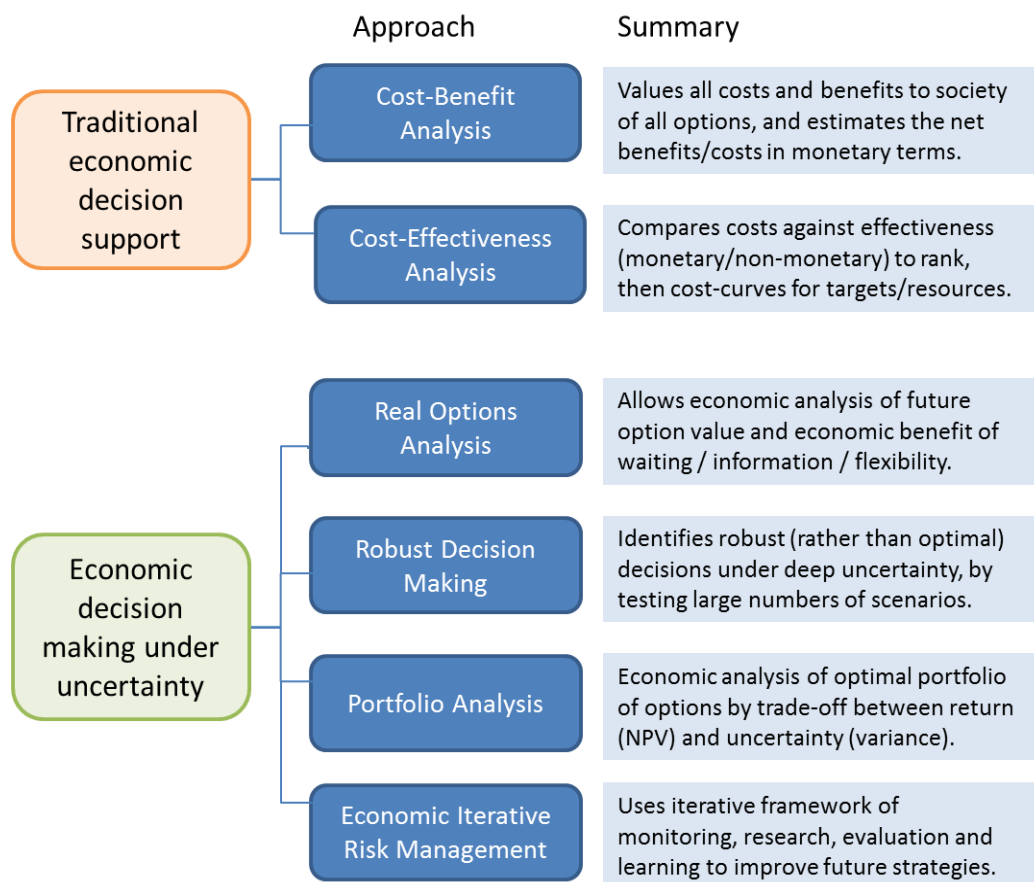 Approach
Summary
Traditional
economic
decision
support
Cost-Benefit
Analysis
Values all costs and benefits to society
of all options, and estimates the net
benefits/costs in monetary terms.
Cost-Effectiveness
Analysis
Compares costs against effectiveness
(monetary/non-monetary) to rank,
then cost-curves for targets/resources.
Economic
decision
making under
uncertainty
Real Options
Analysis
Allows economic analysis of future
option value and economic benefit of
waiting / information / flexibility.
Robust Decision
Making
Identifies robust (rather than optimal)
decisions under deep uncertainty, by
testing large numbers of scenarios.
Portfolio Analysis
Economic analysis of optimal portfolio
of options by trade-off between return
(NPV) and uncertainty (variance).
Economic Iterative
Risk Management
Uses iterative framework of
monitoring, research, evaluation and
learning to improve future strategies.